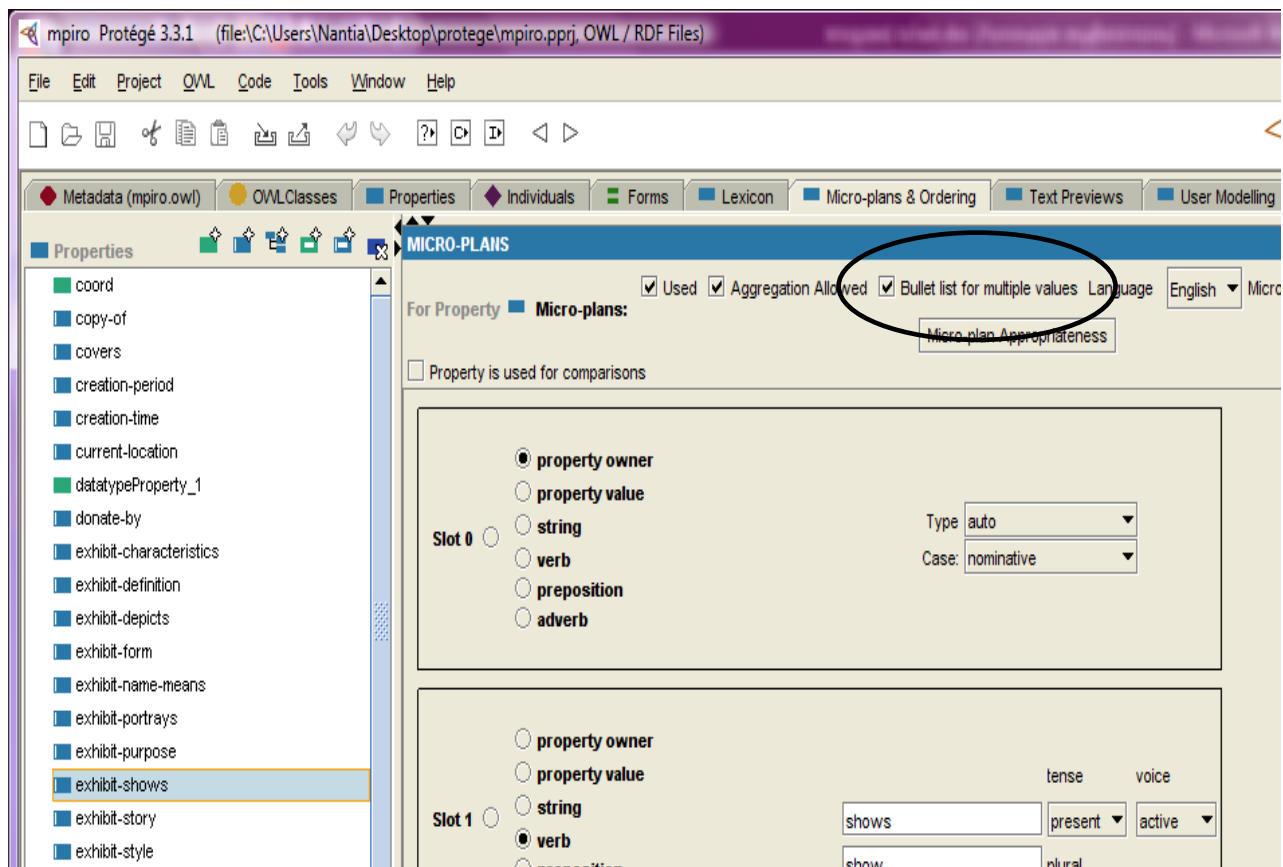 mpiro Protégé 3.3.1 (file:\C:\Users\Nantia\Desktop\protege\mpiro.pprj, OWL / RDF Files)
File Edit Project OWL Code Tools Window Help
Metadata (mpiro.owl) OWLClasses Properties Individuals Forms Lexicon Micro-plans & Ordering Text Previews User Modelling
Properties
coord
copy-of
covers
creation-period
creation-time
current-location
datatypeProperty_1
donate-by
exhibit-characteristics
exhibit-definition
exhibit-depicts
exhibit-form
exhibit-name-means
exhibit-portrays
exhibit-purpose
exhibit-shows
exhibit-story
exhibit-style
MICRO-PLANS
For Property Micro-plans: Used Aggregation Allowed Bullet list for multiple values Language English Micro
Micro-plan Appropriateness
Property is used for comparisons
Slot 0
property owner
property value
string
verb
preposition
adverb
Type auto
Case: nominative
Slot 1
property owner
property value
string
verb
preposition
tense voice
shows present active
show plural